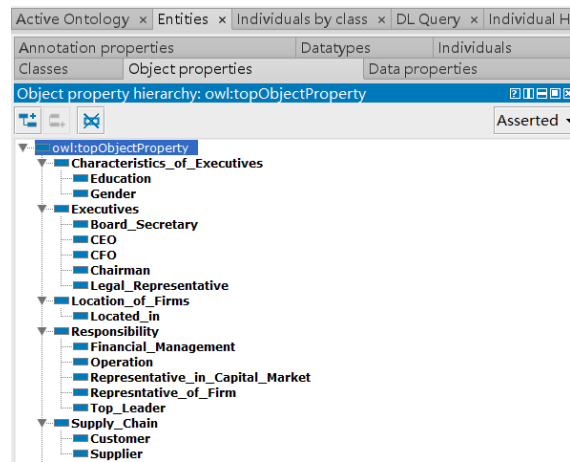 Active Ontology × Entities × Individuals by class × DL Query × Individual H
Annotation properties Datatypes Individuals
Classes Object properties Data properties
Object property hierarchy: owl:topObjectProperty
Asserted
owl:topObjectProperty
Characteristics_of_Executives
Education
Gender
Executives
Board_Secretary
CEO
CFO
Chairman
Legal_Representative
Location_of_Firms
Located_in
Responsibility
Financial_Management
Operation
Representative_in_Capital_Market
Represntative_of_Firm
Top_Leader
Supply_Chain
Customer
Supplier